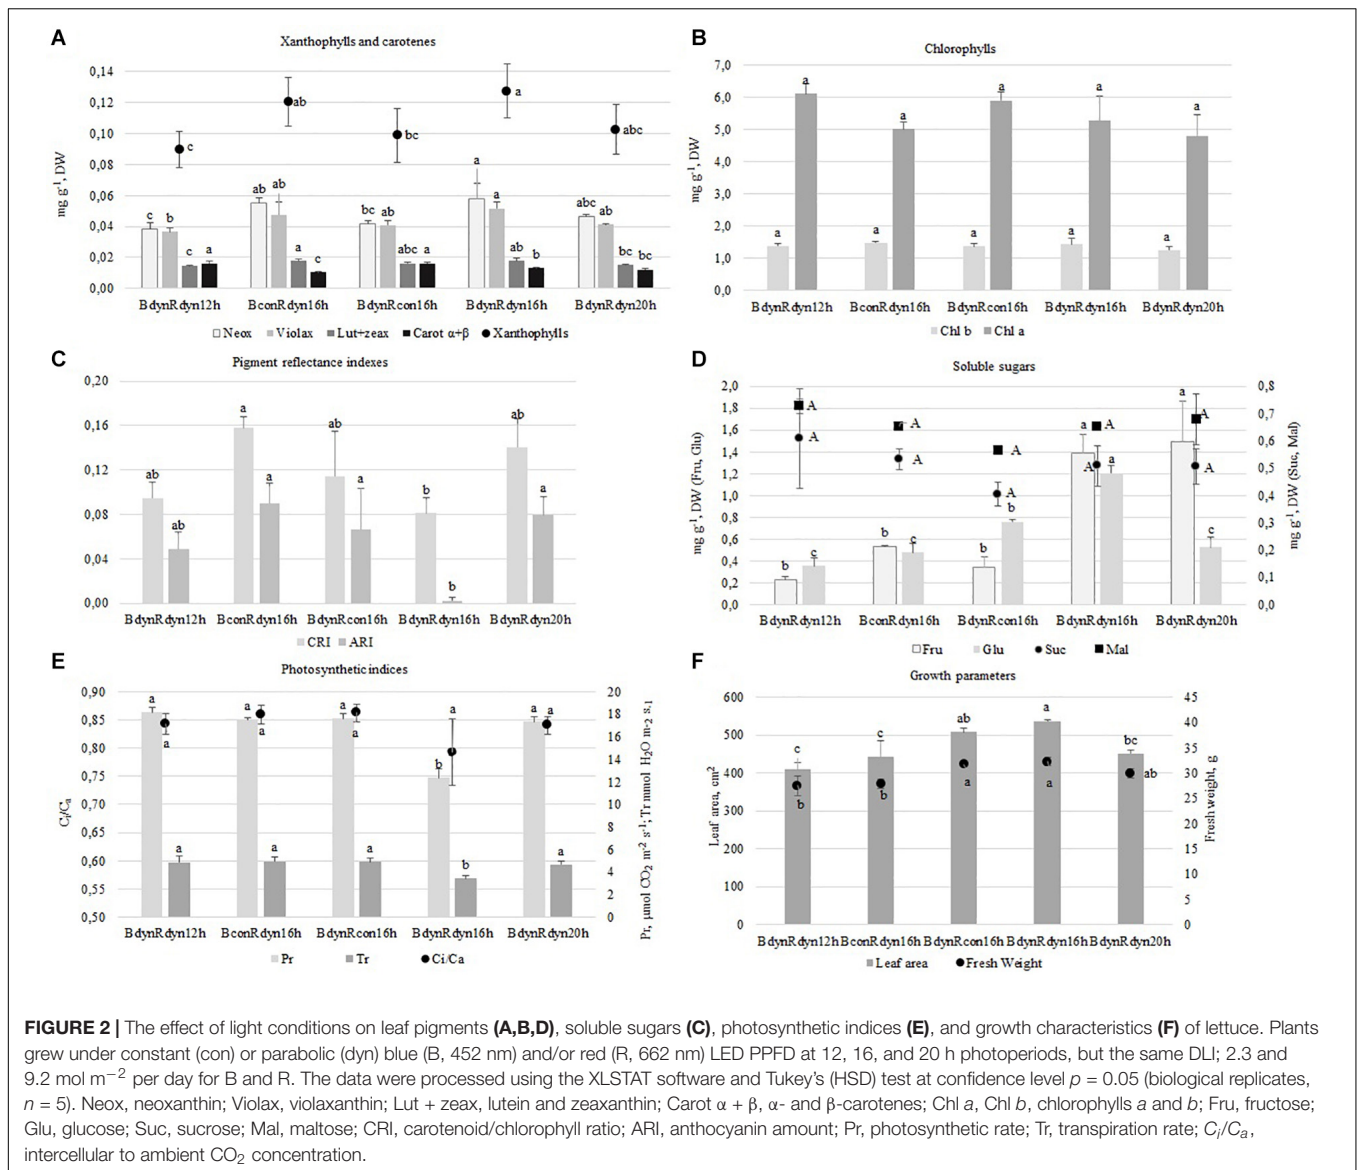 A
Xanthophylls and carotenes
mg g-1, DW
0,14
0,12
0,10
0,08
0,06
0,04
0,02
0,00
c b c a c
ab ab a c ab
bc ab abc a bc
a a ab b a
abc ab bc bc abc
BdynRdyn12h BconRdyn16h BdynRcon16h BdynRdyn16h BdynRdyn20h
Neox Violax Lut+zeax Carot α+β Xanthophylls
B
Chlorophylls
mg g-1, DW
7,0
6,0
5,0
4,0
3,0
2,0
1,0
0,0
a a a a a a a a a a
BdynRdyn12h BconRdyn16h BdynRcon16h BdynRdyn16h BdynRdyn20h
Chl b Chl a
C
Pigment reflectance indexes
0,20
0,16
0,12
0,08
0,04
0,00
ab ab a a ab a b b ab a
BdynRdyn12h BconRdyn16h BdynRcon16h BdynRdyn16h BdynRdyn20h
CRI ARI
D
Soluble sugars
mg g-1, DW (Fru, Glu)
2,0
1,8
1,6
1,4
1,2
1,0
0,8
0,6
0,4
0,2
0,0
b c A A
b c A A
b b A A
a a A A
a c A A
0,8
0,7
0,6
0,5
0,4
0,3
0,2
0,1
0,0
mg g-1, DW (Suc, Mal)
BdynRdyn12h BconRdyn16h BdynRcon16h BdynRdyn16h BdynRdyn20h
Fru Glu Suc Mal
E
Photosynthetic indices
Ci/Ca
0,90
0,85
0,80
0,75
0,70
0,65
0,60
0,55
0,50
a a a
a a a
a a a
b b a
a a a
20
18
16
14
12
10
8
6
4
2
0
Pr, µmol CO2 m-2 s-1; Tr mmol H2O m-2 s-1
BdynRdyn12h BconRdyn16h BdynRcon16h BdynRdyn16h BdynRdyn20h
Pr Tr Ci/Ca
F
Growth parameters
Leaf area, cm2
600
500
400
300
200
100
0
c b
c b
ab a
a a
bc ab
45
40
35
30
25
20
15
10
5
0
Fresh weight, g
BdynRdyn12h BconRdyn16h BdynRcon16h BdynRdyn16h BdynRdyn20h
Leaf area Fresh Weight
FIGURE 2 | The effect of light conditions on leaf pigments (A,B,D), soluble sugars (C), photosynthetic indices (E), and growth characteristics (F) of lettuce. Plants
grew under constant (con) or parabolic (dyn) blue (B, 452 nm) and/or red (R, 662 nm) LED PPFD at 12, 16, and 20 h photoperiods, but the same DLI; 2.3 and
9.2 mol m−2 per day for B and R. The data were processed using the XLSTAT software and Tukey's (HSD) test at confidence level p = 0.05 (biological replicates,
n = 5). Neox, neoxanthin; Violax, violaxanthin; Lut + zeax, lutein and zeaxanthin; Carot α + β, α- and β-carotenes; Chl a, Chl b, chlorophylls a and b; Fru, fructose;
Glu, glucose; Suc, sucrose; Mal, maltose; CRI, carotenoid/chlorophyll ratio; ARI, anthocyanin amount; Pr, photosynthetic rate; Tr, transpiration rate; Ci/Ca,
intercellular to ambient CO2 concentration.